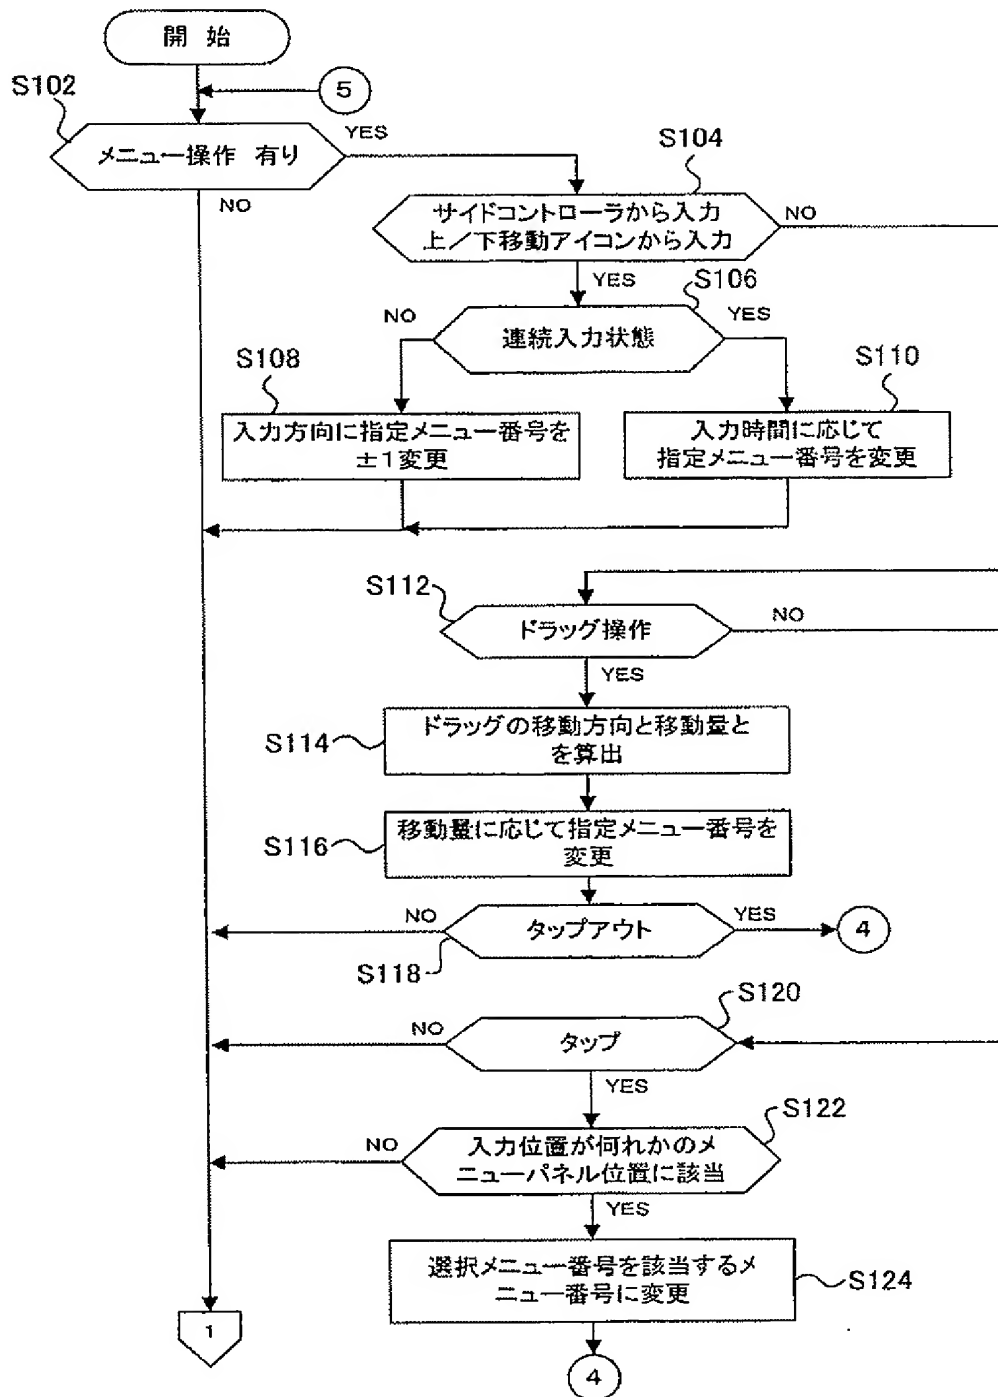 開 始
5
S102
メニュー操作 有り
YES
NO
S104
サイドコントローラから入力
上／下移動アイコンから入力
NO
YES
S106
連続入力状態
NO
YES
S108
入力方向に指定メニュー番号を
±1変更
S110
入力時間に応じて
指定メニュー番号を変更
S112
ドラッグ操作
NO
YES
S114
ドラッグの移動方向と移動量と
を算出
S116
移動量に応じて指定メニュー番号を
変更
NO
タップアウト
YES
4
S118
S120
NO
タップ
YES
S122
NO
入力位置が何れかのメ
ニューパネル位置に該当
YES
選択メニュー番号を該当するメ
ニュー番号に変更
S124
1
4